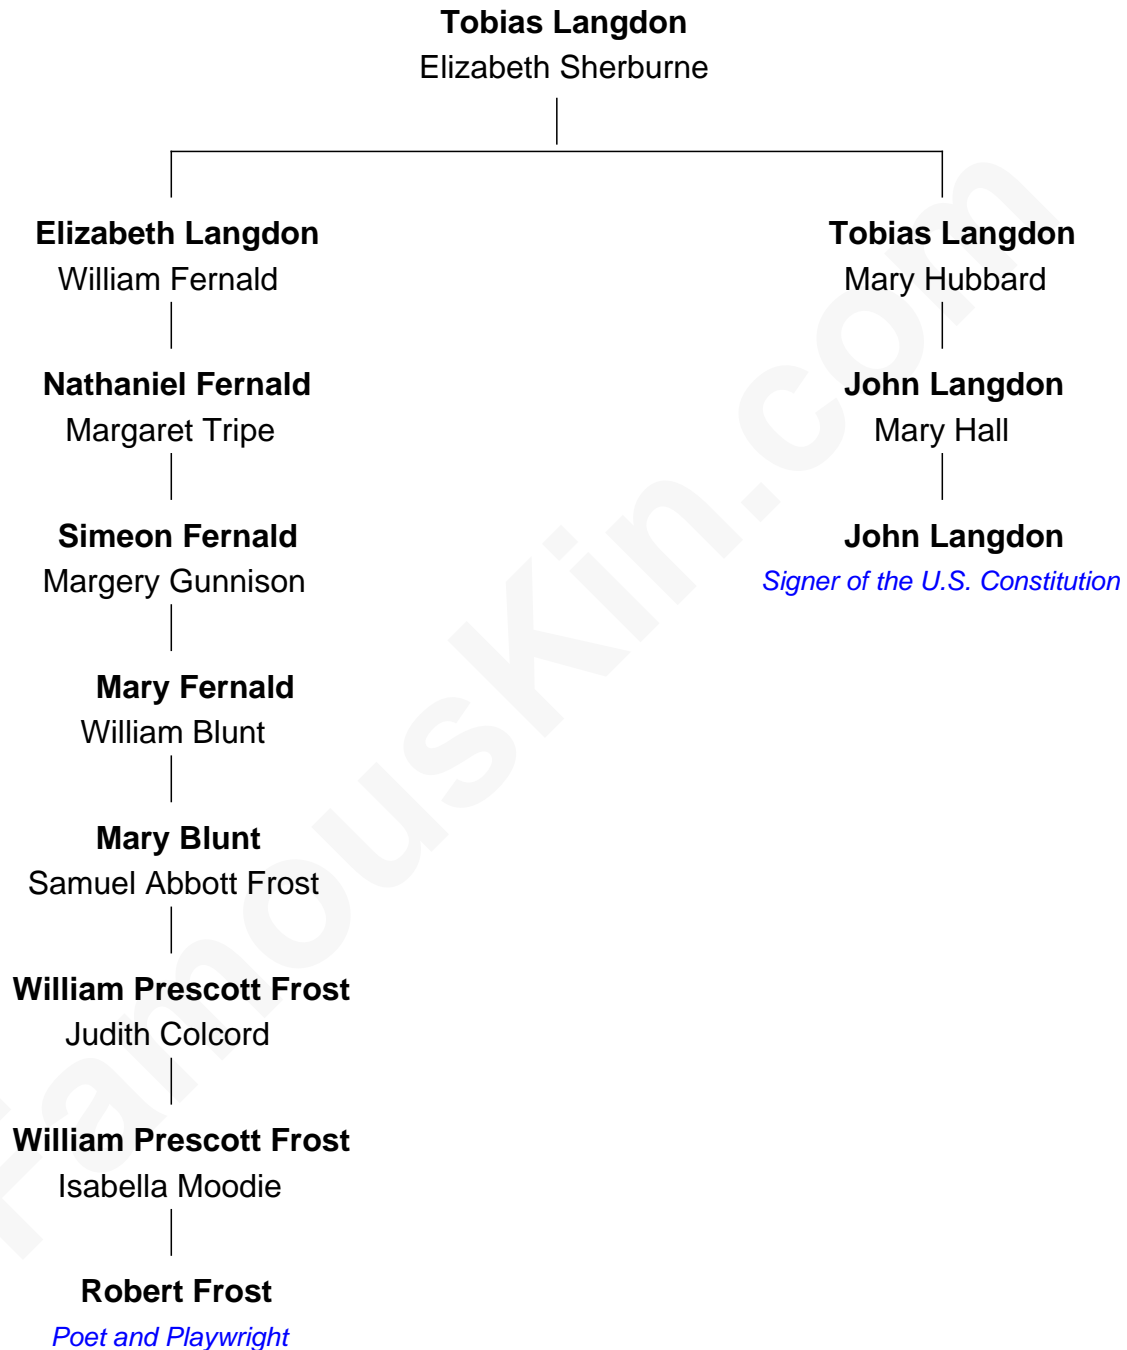 Tobias Langdon
Elizabeth Sherburne
Elizabeth Langdon
William Fernald
Tobias Langdon
Mary Hubbard
Nathaniel Fernald
Margaret Tripe
John Langdon
Mary Hall
Simeon Fernald
Margery Gunnison
John Langdon
Signer of the U.S. Constitution
Mary Fernald
William Blunt
Mary Blunt
Samuel Abbott Frost
William Prescott Frost
Judith Colcord
William Prescott Frost
Isabella Moodie
Robert Frost
Poet and Playwright
FamousKin.com